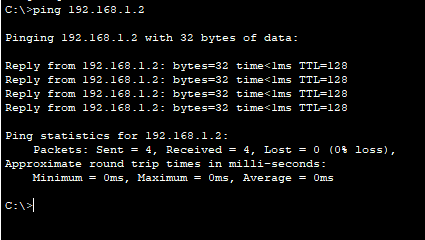 C:\>ping 192.168.1.2
Pinging 192.168.1.2 with 32 bytes of data:
Reply from 192.168.1.2: bytes=32 time<1ms TTL=128
Reply from 192.168.1.2: bytes=32 time<1ms TTL=128
Reply from 192.168.1.2: bytes=32 time<1ms TTL=128
Reply from 192.168.1.2: bytes=32 time<1ms TTL=128
Ping statistics for 192.168.1.2:
Packets: Sent = 4, Received = 4, Lost = 0 (0% loss),
Approximate round trip times in milli-seconds:
Minimum = 0ms, Maximum = 0ms, Average = 0ms
C:\>